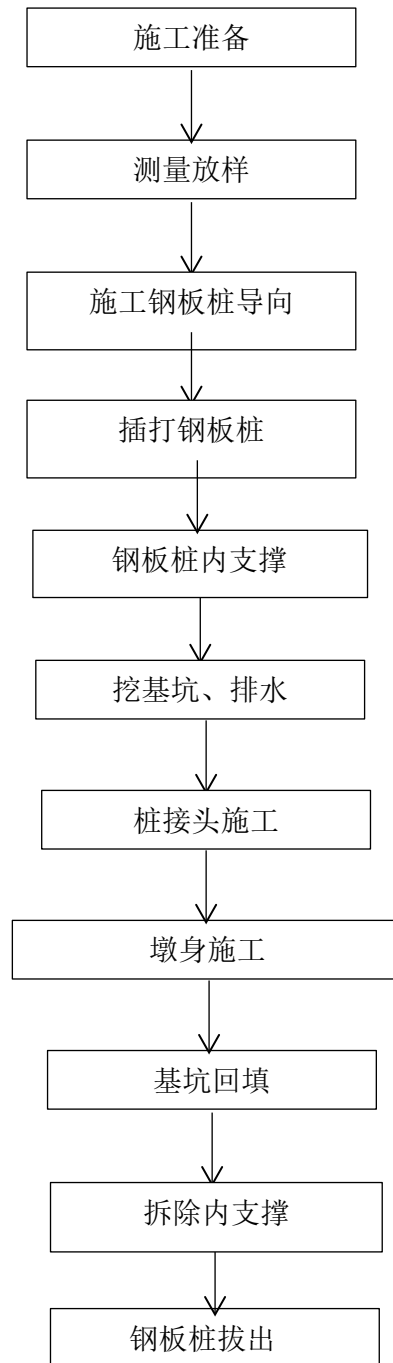 施工准备
测量放样
施工钢板桩导向
插打钢板桩
钢板桩内支撑
挖基坑、排水
桩接头施工
墩身施工
基坑回填
拆除内支撑
钢板桩拔出